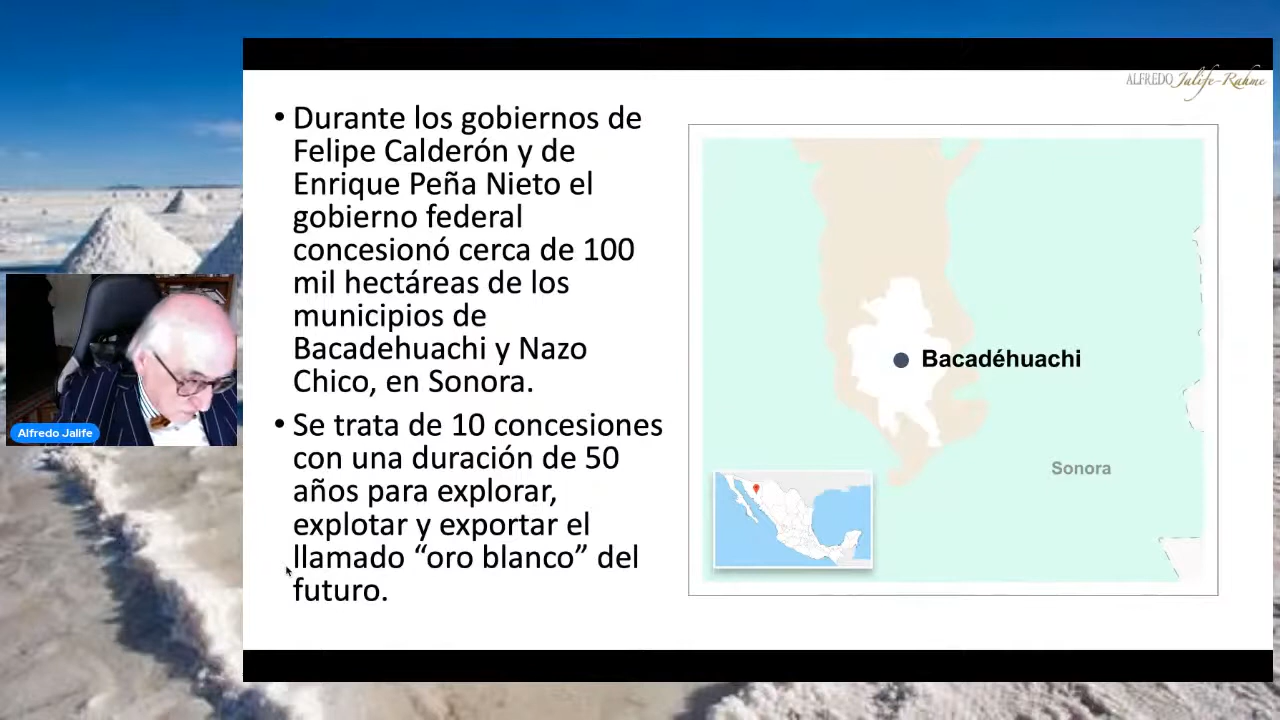 ALFREDO Jalife-Rahme
• Durante los gobiernos de
Felipe Calderón y de
Enrique Peña Nieto el
gobierno federal
concesionó cerca de 100
mil hectáreas de los
municipios de
Bacadehuachi y Nazo
Chico, en Sonora.
• Se trata de 10 concesiones
con una duración de 50
años para explorar,
explotar y exportar el
llamado “oro blanco” del
futuro.
Bacadéhuachi
Sonora
Alfredo Jalife